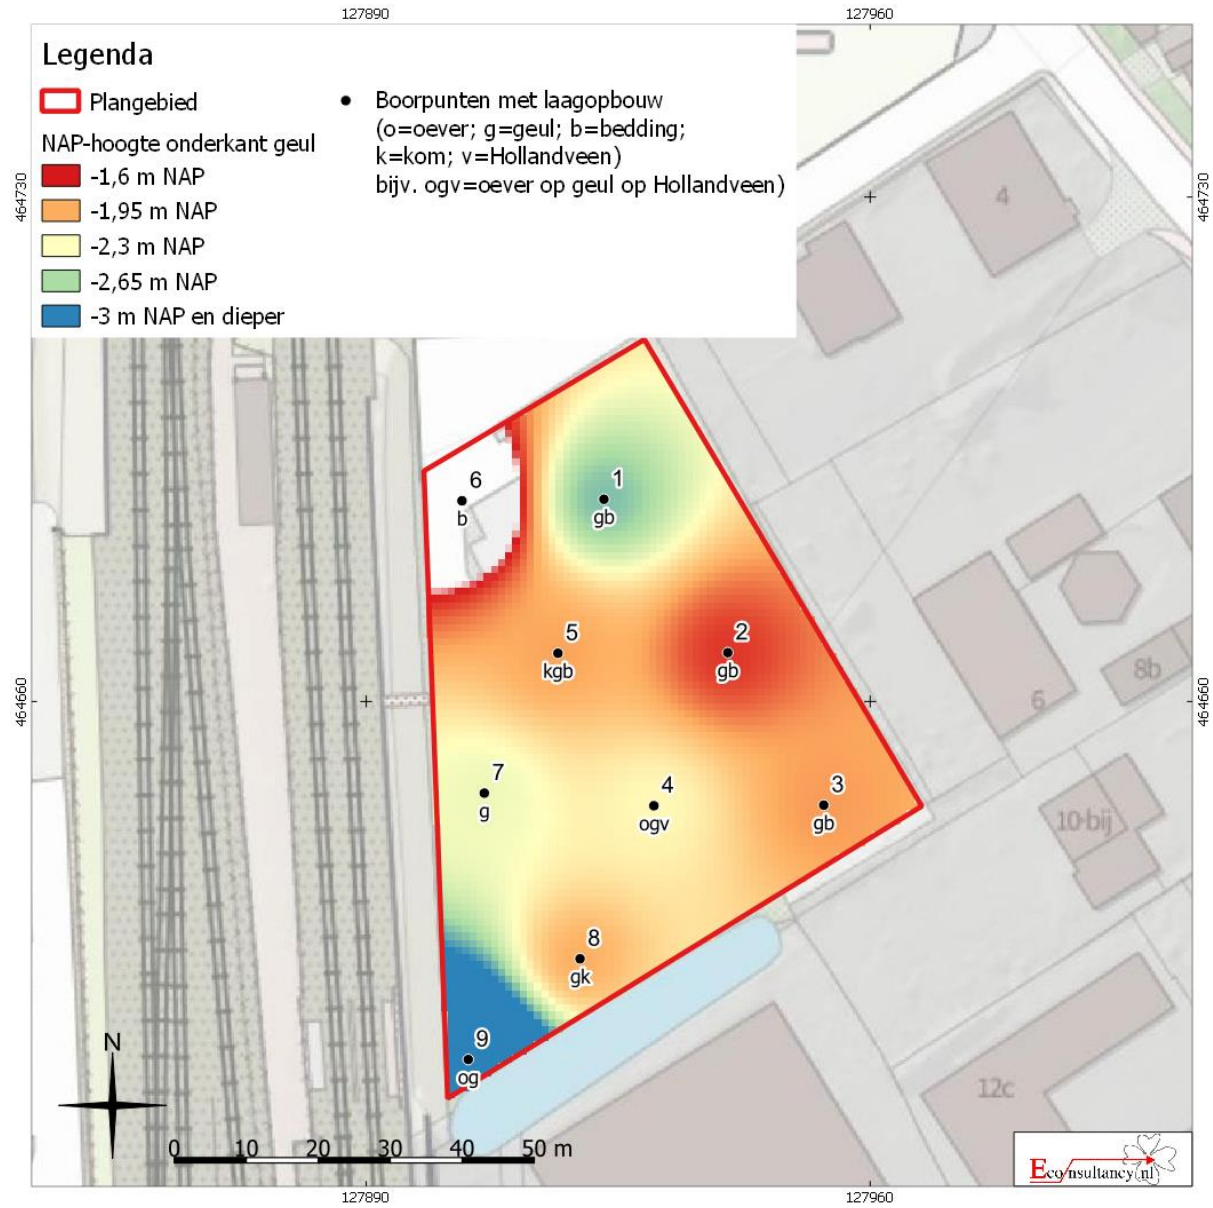 127890
127960
Legenda
Plangebied
NAP-hoogte onderkant geul
-1,6 m NAP
-1,95 m NAP
-2,3 m NAP
-2,65 m NAP
-3 m NAP en dieper
Boorpunten met laagopbouw
(o=oever; g=geul; b=bedding;
k=kom; v=Hollandveen)
bijv. ogv=oever op geul op Hollandveen)
464730
464730
4
6
b
1
gb
5
kgb
2
gb
464660
464660
6
8b
7
g
4
ogv
3
gb
10 bij
8
gk
9
og
12c
N
0 10 20 30 40 50 m
Econsultancy.nl
127890
127960